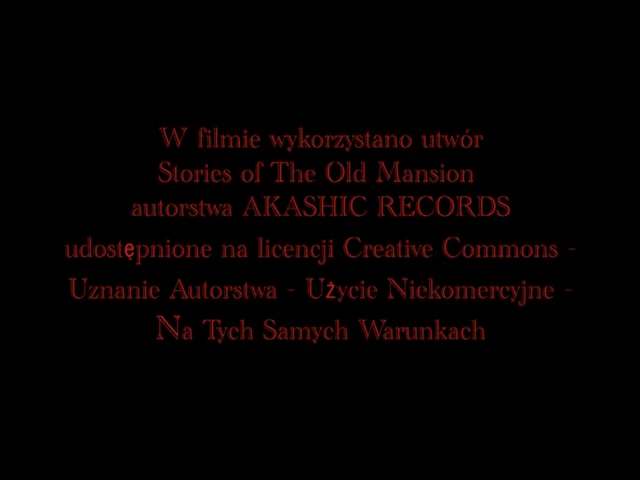 W filmie wykorzystano utwór
Stories of The Old Mansion
autorstwa AKASHIC RECORDS
udostępnione na licencji Creative Commons -
Uznanie Autorstwa - Użycie Niekomercyjne -
Na Tych Samych Warunkach